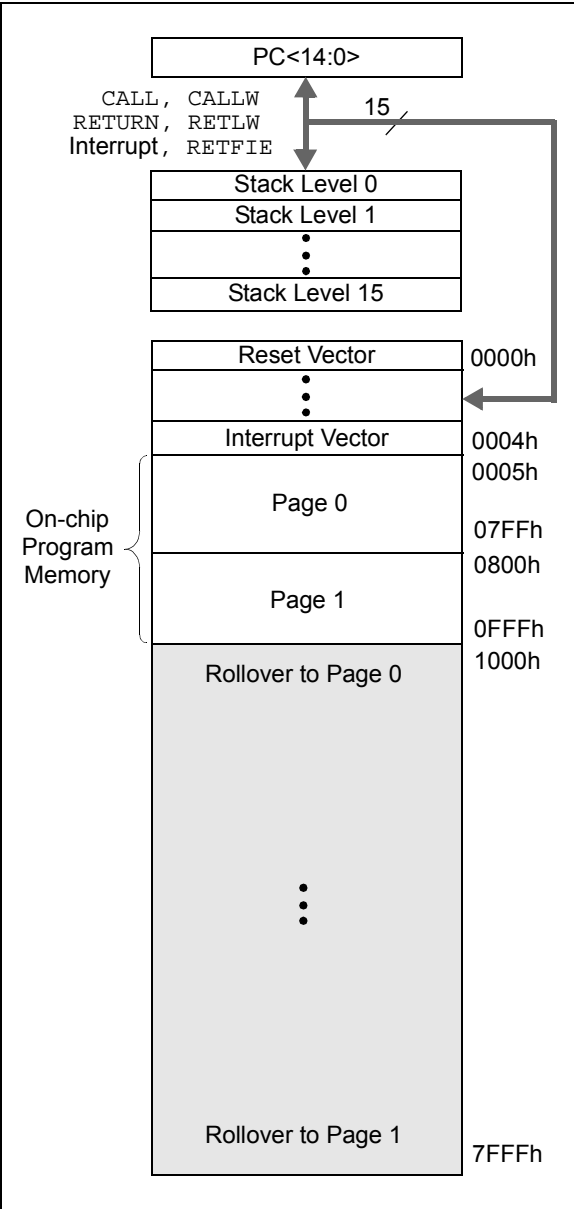 PC<14:0>
CALL, CALLW
RETURN, RETLW
Interrupt, RETFIE
15
Stack Level 0
Stack Level 1
Stack Level 15
Reset Vector
0000h
Interrupt Vector
0004h
0005h
On-chip
Program
Memory
Page 0
07FFh
0800h
Page 1
0FFFh
1000h
Rollover to Page 0
Rollover to Page 1
7FFFh